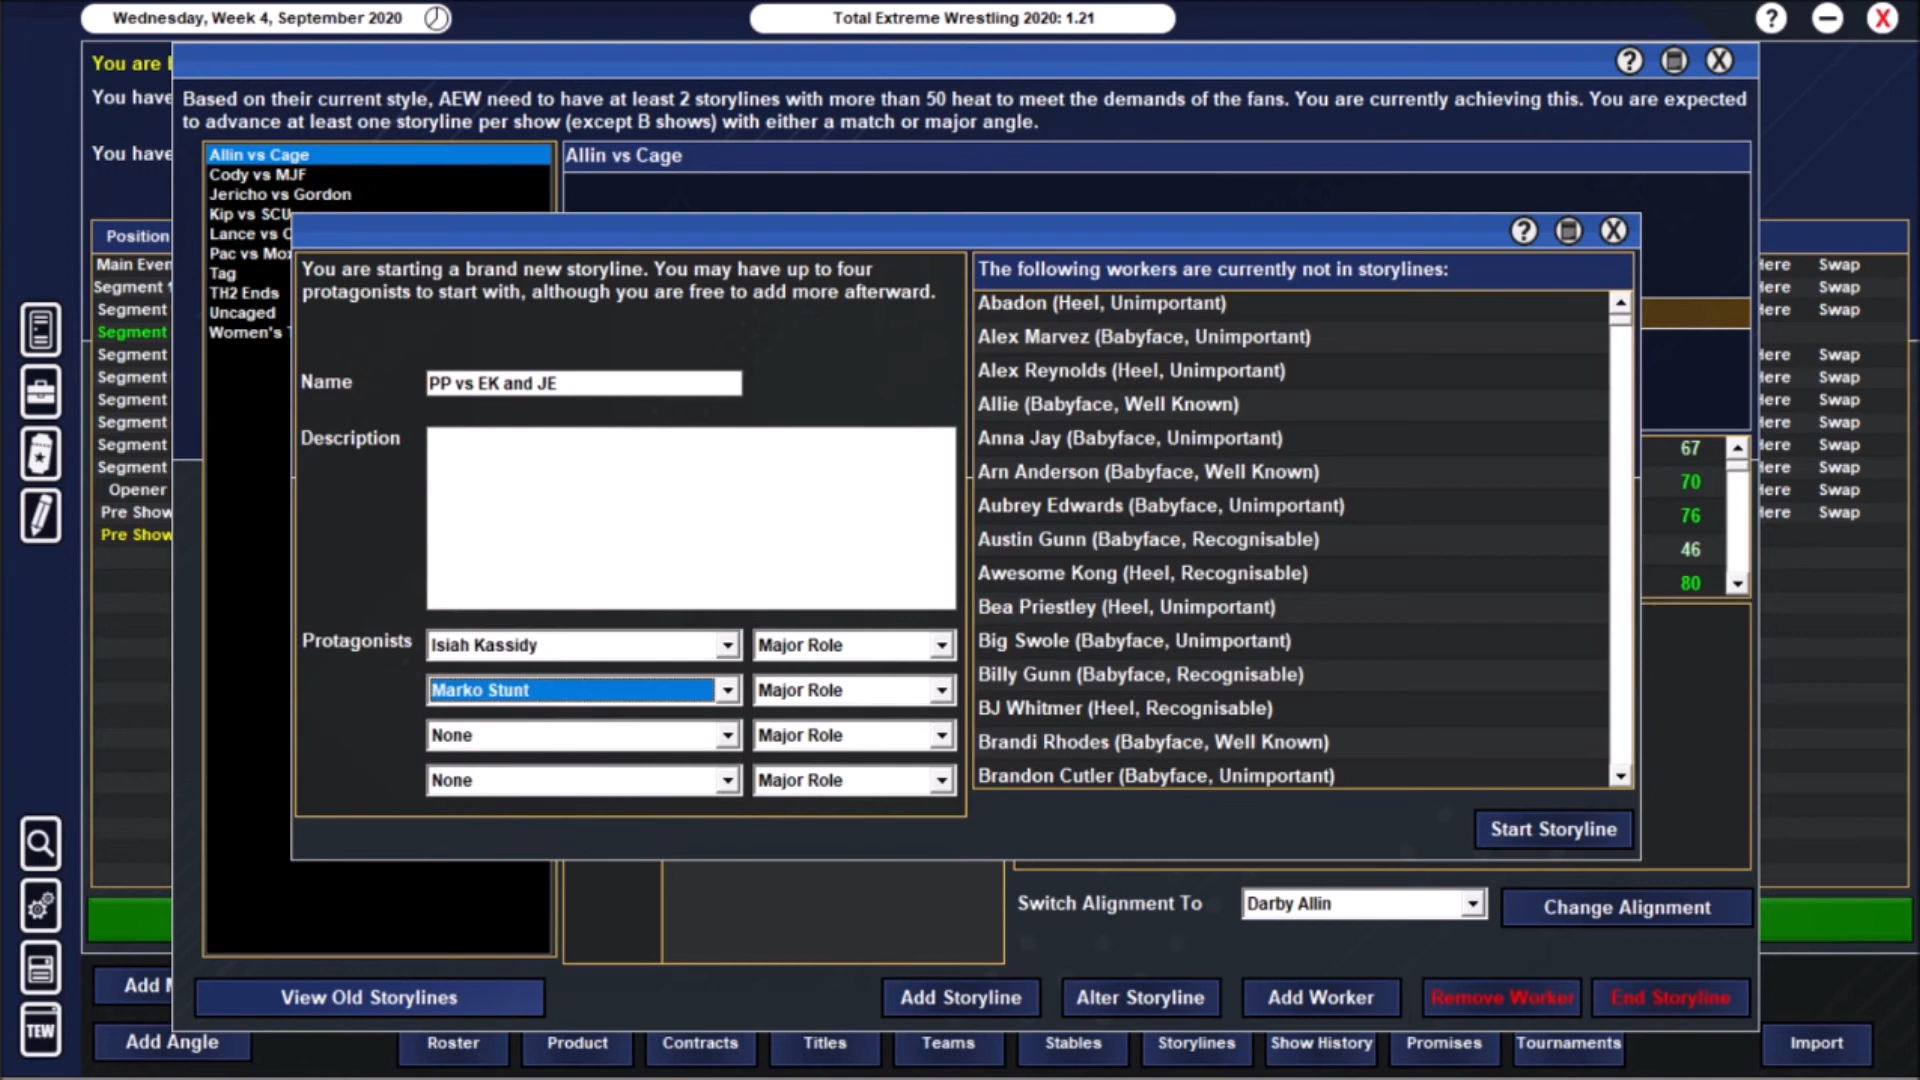 Wednesday, Week 4, September 2020
Total Extreme Wrestling 2020: 1.21
You are
You have
You have
Based on their current style, AEW need to have at least 2 storylines with more than 50 heat to meet the demands of the fans. You are currently achieving this. You are expected
to advance at least one storyline per show (except B shows) with either a match or major angle.
Allin vs Cage
Cody vs MJF
Jericho vs Gordon
Kip vs SCU
Lance vs
Pac vs Mox
Tag
TH2 Ends
Uncaged
Women's
Allin vs Cage
Position
Main Even
Segment
Segment
Segment
Segment
Segment
Segment
Segment
Segment
Segment
Opener
Pre Show
Pre Show
You are starting a brand new storyline. You may have up to four
protagonists to start with, although you are free to add more afterward.
Name
PP vs EK and JE
Description
Protagonists
Isiah Kassidy
Major Role
Marko Stunt
Major Role
None
Major Role
None
Major Role
The following workers are currently not in storylines:
Abadon (Heel, Unimportant)
Alex Marvez (Babyface, Unimportant)
Alex Reynolds (Heel, Unimportant)
Allie (Babyface, Well Known)
Anna Jay (Babyface, Unimportant)
Arn Anderson (Babyface, Well Known)
Aubrey Edwards (Babyface, Unimportant)
Austin Gunn (Babyface, Recognisable)
Awesome Kong (Heel, Recognisable)
Bea Priestley (Heel, Unimportant)
Big Swole (Babyface, Unimportant)
Billy Gunn (Babyface, Recognisable)
BJ Whitmer (Heel, Recognisable)
Brandi Rhodes (Babyface, Well Known)
Brandon Cutler (Babyface, Unimportant)
Start Storyline
67
70
76
46
80
Here Swap
Here Swap
Here Swap
Here Swap
Here Swap
Here Swap
Here Swap
Here Swap
Here Swap
Here Swap
Here Swap
Switch Alignment To
Darby Allin
Change Alignment
View Old Storylines
Add Storyline
Alter Storyline
Add Worker
Remove Worker
End Storyline
Add
Add Angle
Roster
Product
Contracts
Titles
Teams
Stables
Storylines
Show History
Promises
Tournaments
Import
TEW